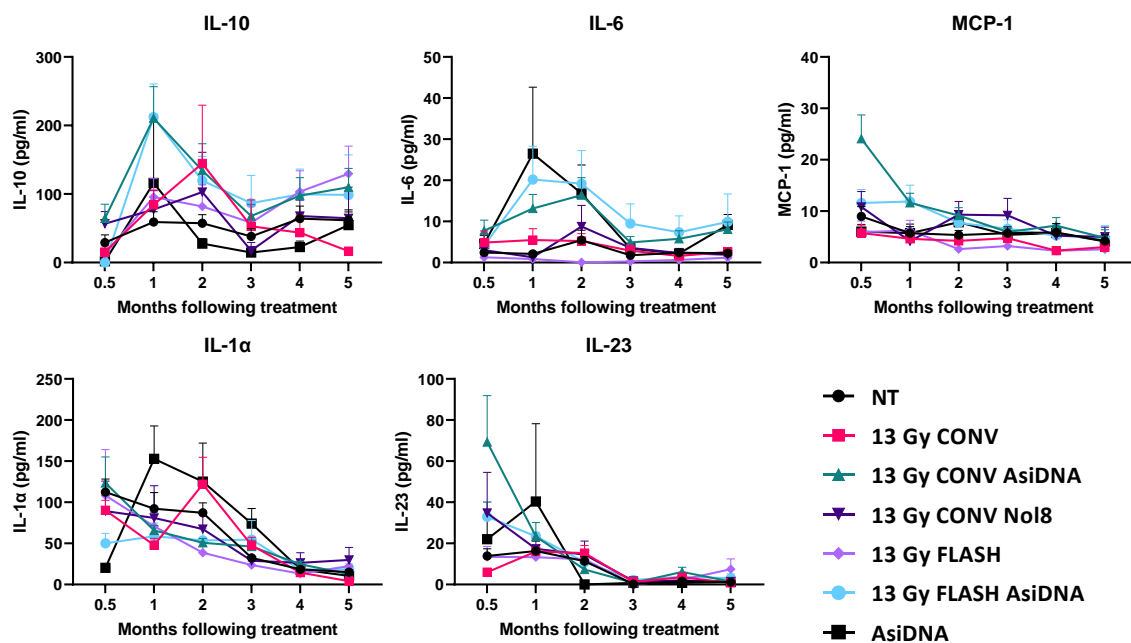 IL-10
IL-6
MCP-1
IL-10 (pg/ml)
300
200
100
0
0.5 1 2 3 4 5
Months following treatment
IL-6 (pg/ml)
50
40
30
20
10
0
0.5 1 2 3 4 5
Months following treatment
MCP-1 (pg/ml)
40
30
20
10
0
0.5 1 2 3 4 5
Months following treatment
IL-1α
IL-23
IL-1α (pg/ml)
250
200
150
100
50
0
0.5 1 2 3 4 5
Months following treatment
IL-23 (pg/ml)
100
80
60
40
20
0
0.5 1 2 3 4 5
Months following treatment
NT
13 Gy CONV
13 Gy CONV AsiDNA
13 Gy CONV Nol8
13 Gy FLASH
13 Gy FLASH AsiDNA
AsiDNA